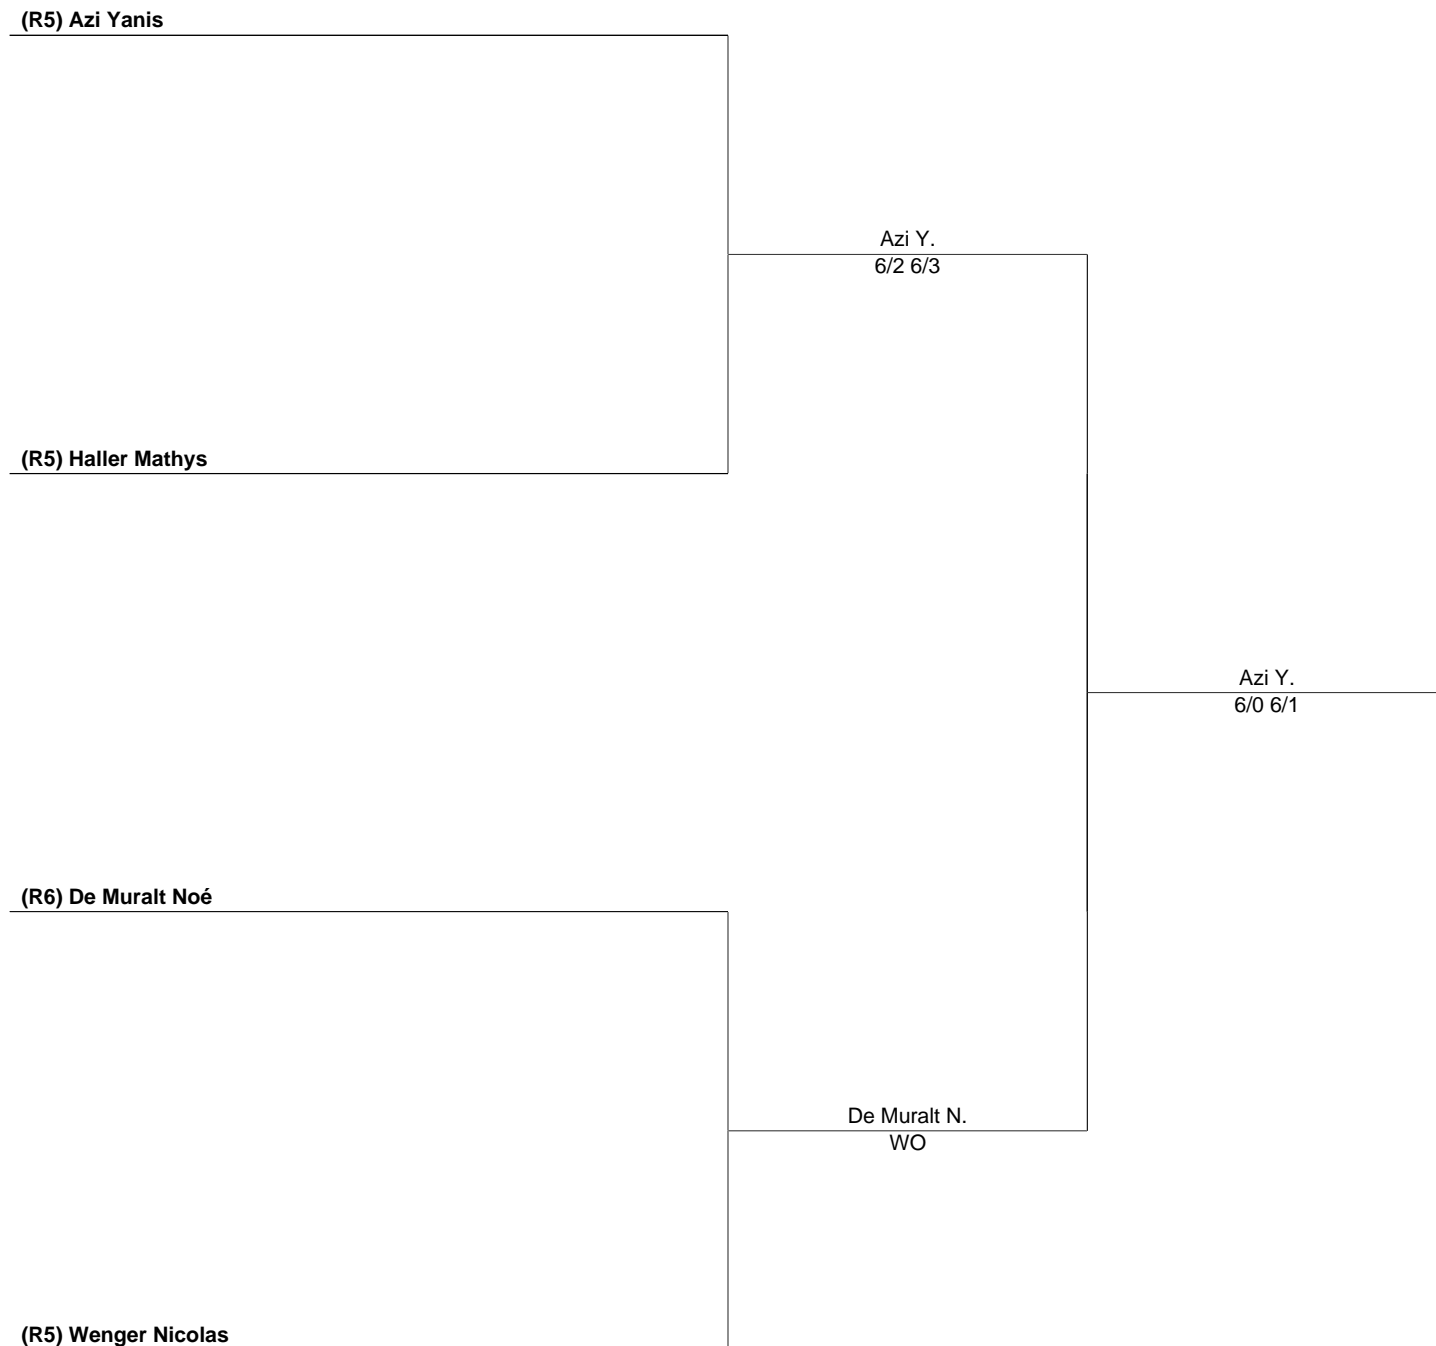 (R5) Azi Yanis
Azi Y.
6/2 6/3
(R5) Haller Mathys
Azi Y.
6/0 6/1
(R6) De Muralt Noé
De Muralt N.
WO
(R5) Wenger Nicolas